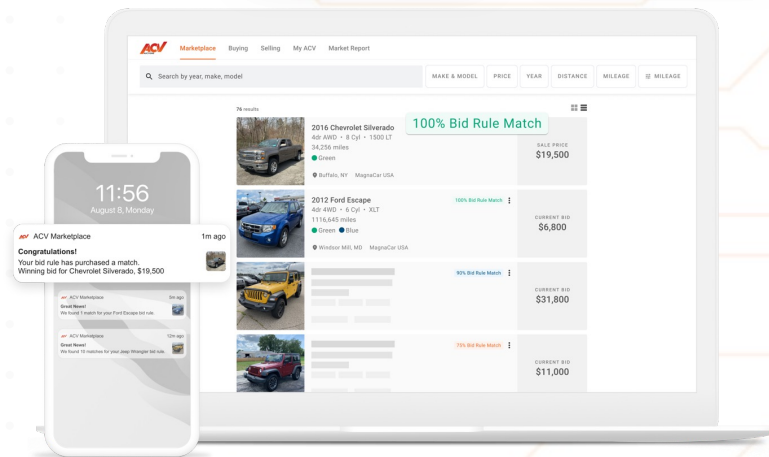 ACV
Marketplace Buying Selling My ACV Market Report
Search by year, make, model
MAKE & MODEL PRICE YEAR DISTANCE MILEAGE MILEAGE
76 results
2016 Chevrolet Silverado
4dr AWD • 8 Cyl • 1500 LT
34,256 miles
Green
Buffalo, NY MagnaCar USA
100% Bid Rule Match
SALE PRICE
$19,500
2012 Ford Escape
4dr 4WD • 6 Cyl • XLT
1116,645 miles
Green Blue
Windsor Mill, MD MagnaCar USA
100% Bid Rule Match
CURRENT BID
$6,800
90% Bid Rule Match
CURRENT BID
$31,800
75% Bid Rule Match
CURRENT BID
$11,000
11:56
August 8, Monday
ACV ACV Marketplace 1m ago
Congratulations!
Your bid rule has purchased a match.
Winning bid for Chevrolet Silverado, $19,500
ACV ACV Marketplace 5m ago
Great News!
We found 1 match for your Ford Escape bid rule.
ACV ACV Marketplace 12m ago
Great News!
We found 10 matches for your Jeep Wrangler bid rule.